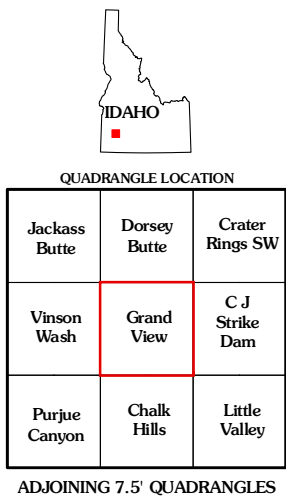 IDAHO
QUADRANGLE LOCATION
Jackass
Butte
Dorsey
Butte
Crater
Rings SW
Vinson
Wash
Grand
View
C J
Strike
Dam
Purjue
Canyon
Chalk
Hills
Little
Valley
ADJOINING 7.5' QUADRANGLES